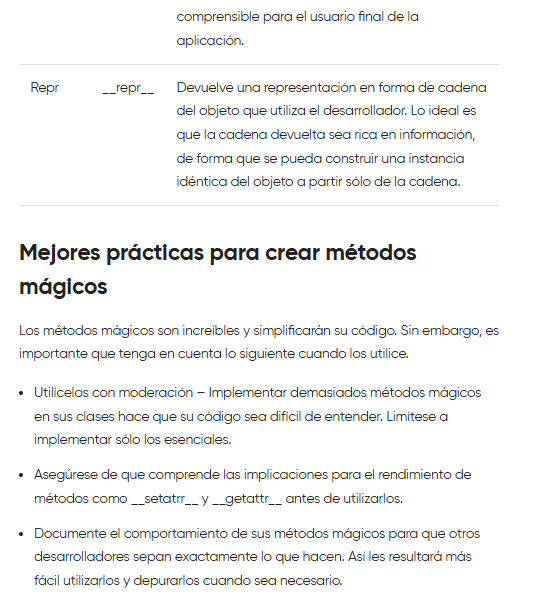 comprensible para el usuario final de la
aplicación.
Repr __repr__ Devuelve una representación en forma de cadena
del objeto que utiliza el desarrollador. Lo ideal es
que la cadena devuelta sea rica en información,
de forma que se pueda construir una instancia
idéntica del objeto a partir sólo de la cadena.
Mejores prácticas para crear métodos
mágicos
Los métodos mágicos son increíbles y simplificarán su código. Sin embargo, es
importante que tenga en cuenta lo siguiente cuando los utilice.
• Utilícelos con moderación – Implementar demasiados métodos mágicos
en sus clases hace que su código sea difícil de entender. Limítese a
implementar sólo los esenciales.
• Asegúrese de que comprende las implicaciones para el rendimiento de
métodos como __setatrr__ y __getattr__ antes de utilizarlos.
• Documente el comportamiento de sus métodos mágicos para que otros
desarrolladores sepan exactamente lo que hacen. Así les resultará más
fácil utilizarlos y depurarlos cuando sea necesario.